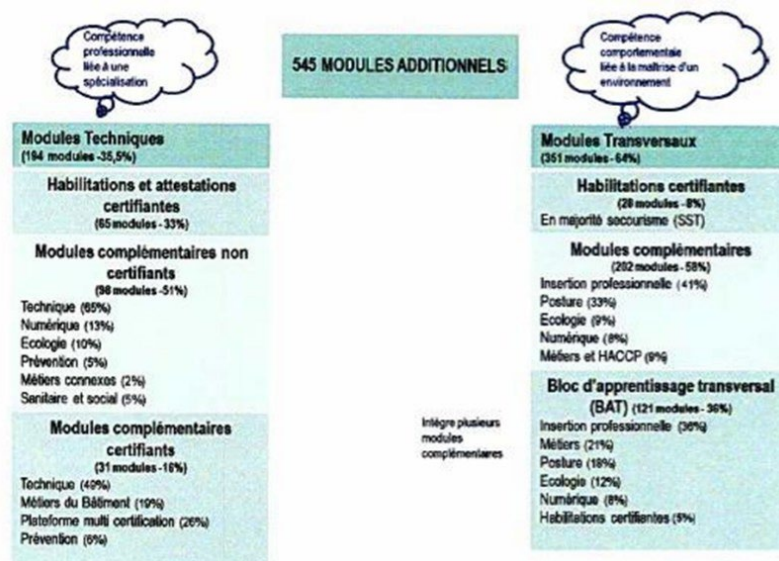 Compétence
professionnelle
liée à une
spécialisation
545 MODULES ADDITIONNELS
Compétence
comportementale
liée à la maîtrise d'un
environnement
Modules Techniques
(194 modules -35,5%)
Habilitations et attestations
certifiantes
(65 modules - 33%)
Modules complémentaires non
certifiants
(98 modules -51%)
Technique (65%)
Numérique (13%)
Ecologie (10%)
Prévention (5%)
Métiers connexes (2%)
Sanitaire et social (5%)
Modules complémentaires
certifiants
(31 modules -16%)
Technique (49%)
Métiers du Bâtiment (19%)
Plateforme multi certification (26%)
Prévention (6%)
Intègre plusieurs
modules
complémentaires
Modules Transversaux
(351 modules - 64%)
Habilitations certifiantes
(28 modules - 8%)
En majorité secourisme (SST)
Modules complémentaires
(202 modules - 58%)
Insertion professionnelle (41%)
Posture (33%)
Ecologie (9%)
Numérique (8%)
Métiers et HACCP (9%)
Bloc d'apprentissage transversal
(BAT) (121 modules - 36%)
Insertion professionnelle (36%)
Métiers (21%)
Posture (18%)
Ecologie (12%)
Numérique (8%)
Habilitations certifiantes (5%)